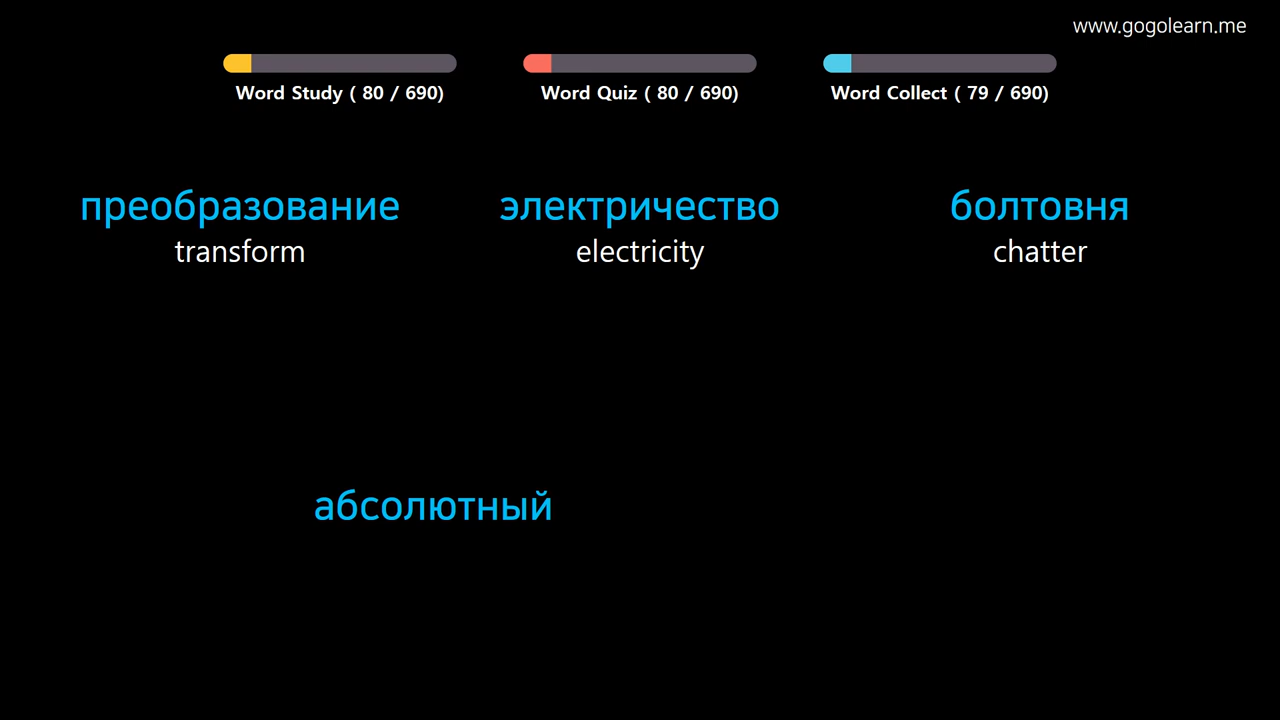 www.gogolearn.me
Word Study ( 80 / 690)
Word Quiz ( 80 / 690)
Word Collect ( 79 / 690)
преобразование
transform
электричество
electricity
болтовня
chatter
абсолютный